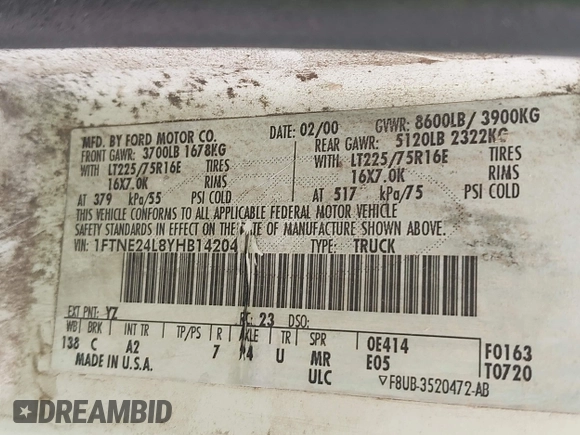 MFD. BY FORD MOTOR CO.
DATE: 02/00 GVWR: 8600LB/ 3900KG
FRONT GAWR: 3700LB 1678KG REAR GAWR: 5120LB 2322KG
WITH LT225/75R16E TIRES WITH LT225/75R16E TIRES
16X7.0K RIMS 16X7.0K RIMS
AT 379 kPa/55 PSI COLD AT 517 kPa/75 PSI COLD
THIS VEHICLE CONFORMS TO ALL APPLICABLE FEDERAL MOTOR VEHICLE
SAFETY STANDARDS IN EFFECT ON THE DATE OF MANUFACTURE SHOWN ABOVE.
VIN: 1FTNE24L8YHB14204 TYPE: TRUCK
EXT PNT: YZ RC: 23 DSO:
WB BRK INT TR TP/PS R AXLE TR SPR
138 C A2 7 U MR 0E414 F0163
MADE IN U.S.A. ULC E05 T0720
▽F8UB-3520472-AB
DREAMBID